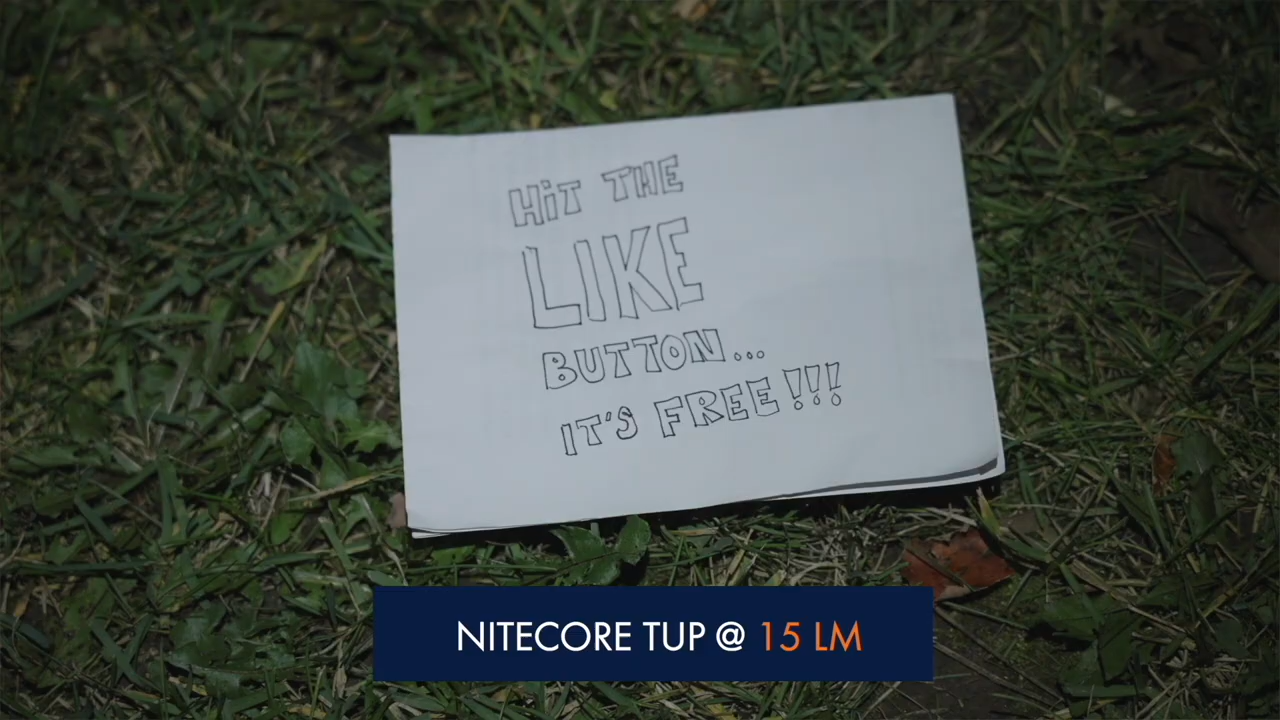 HiT THE
LIKE
BUTTON...
IT'S FREE!!!
NITECORE TUP @ 15 LM